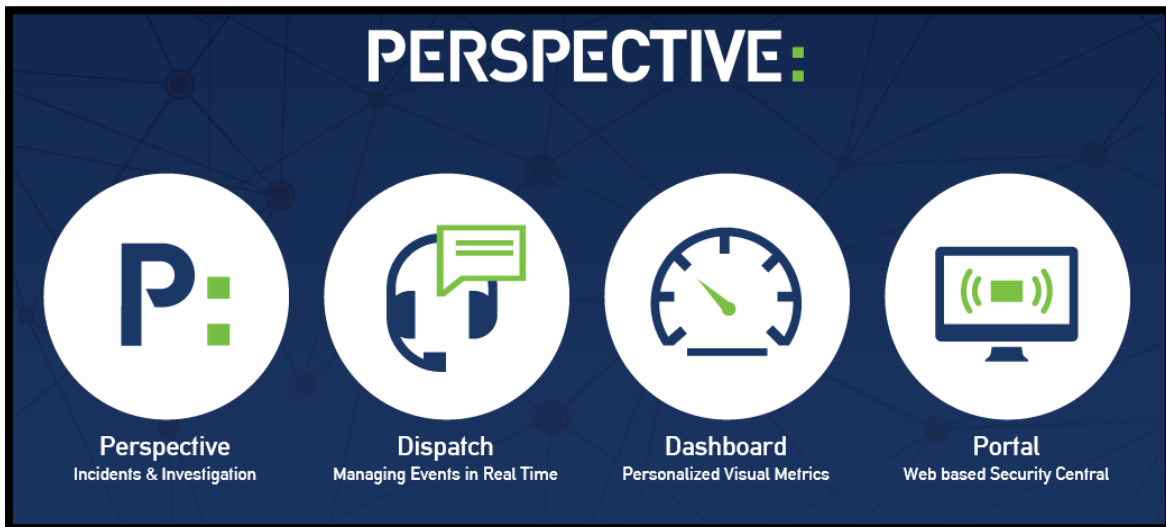 PERSPECTIVE:
P:
Perspective
Incidents & Investigation
Dispatch
Managing Events in Real Time
Dashboard
Personalized Visual Metrics
Portal
Web based Security Central